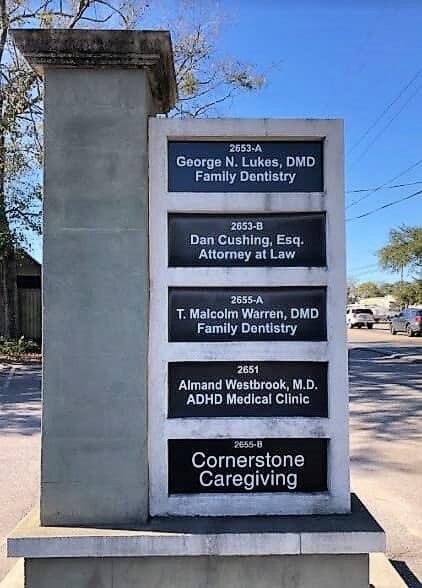 2653-A
George N. Lukes, DMD
Family Dentistry
2653-B
Dan Cushing, Esq.
Attorney at Law
2655-A
T. Malcolm Warren, DMD
Family Dentistry
2651
Almand Westbrook, M.D.
ADHD Medical Clinic
2655-B
Cornerstone
Caregiving